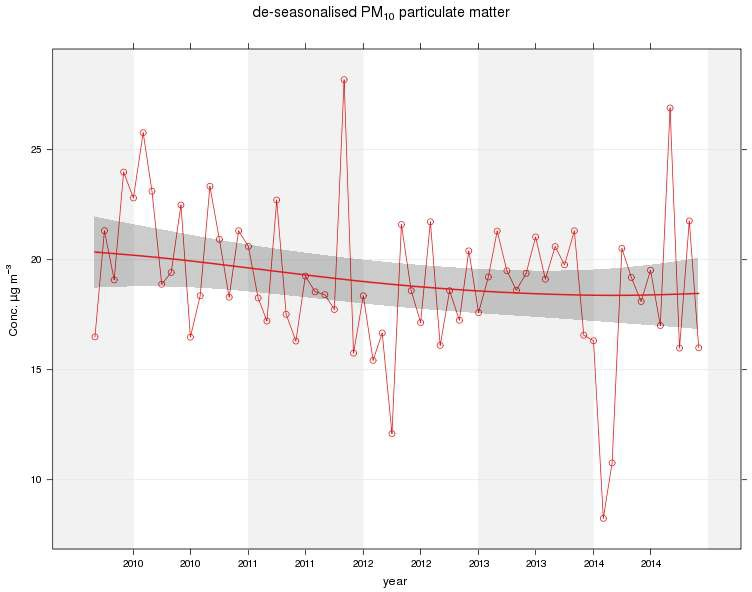 de-seasonalised PM₁₀ particulate matter
25
20
15
10
Conc. µg m⁻³
2010 2010 2011 2011 2012 2012 2013 2013 2014 2014
year